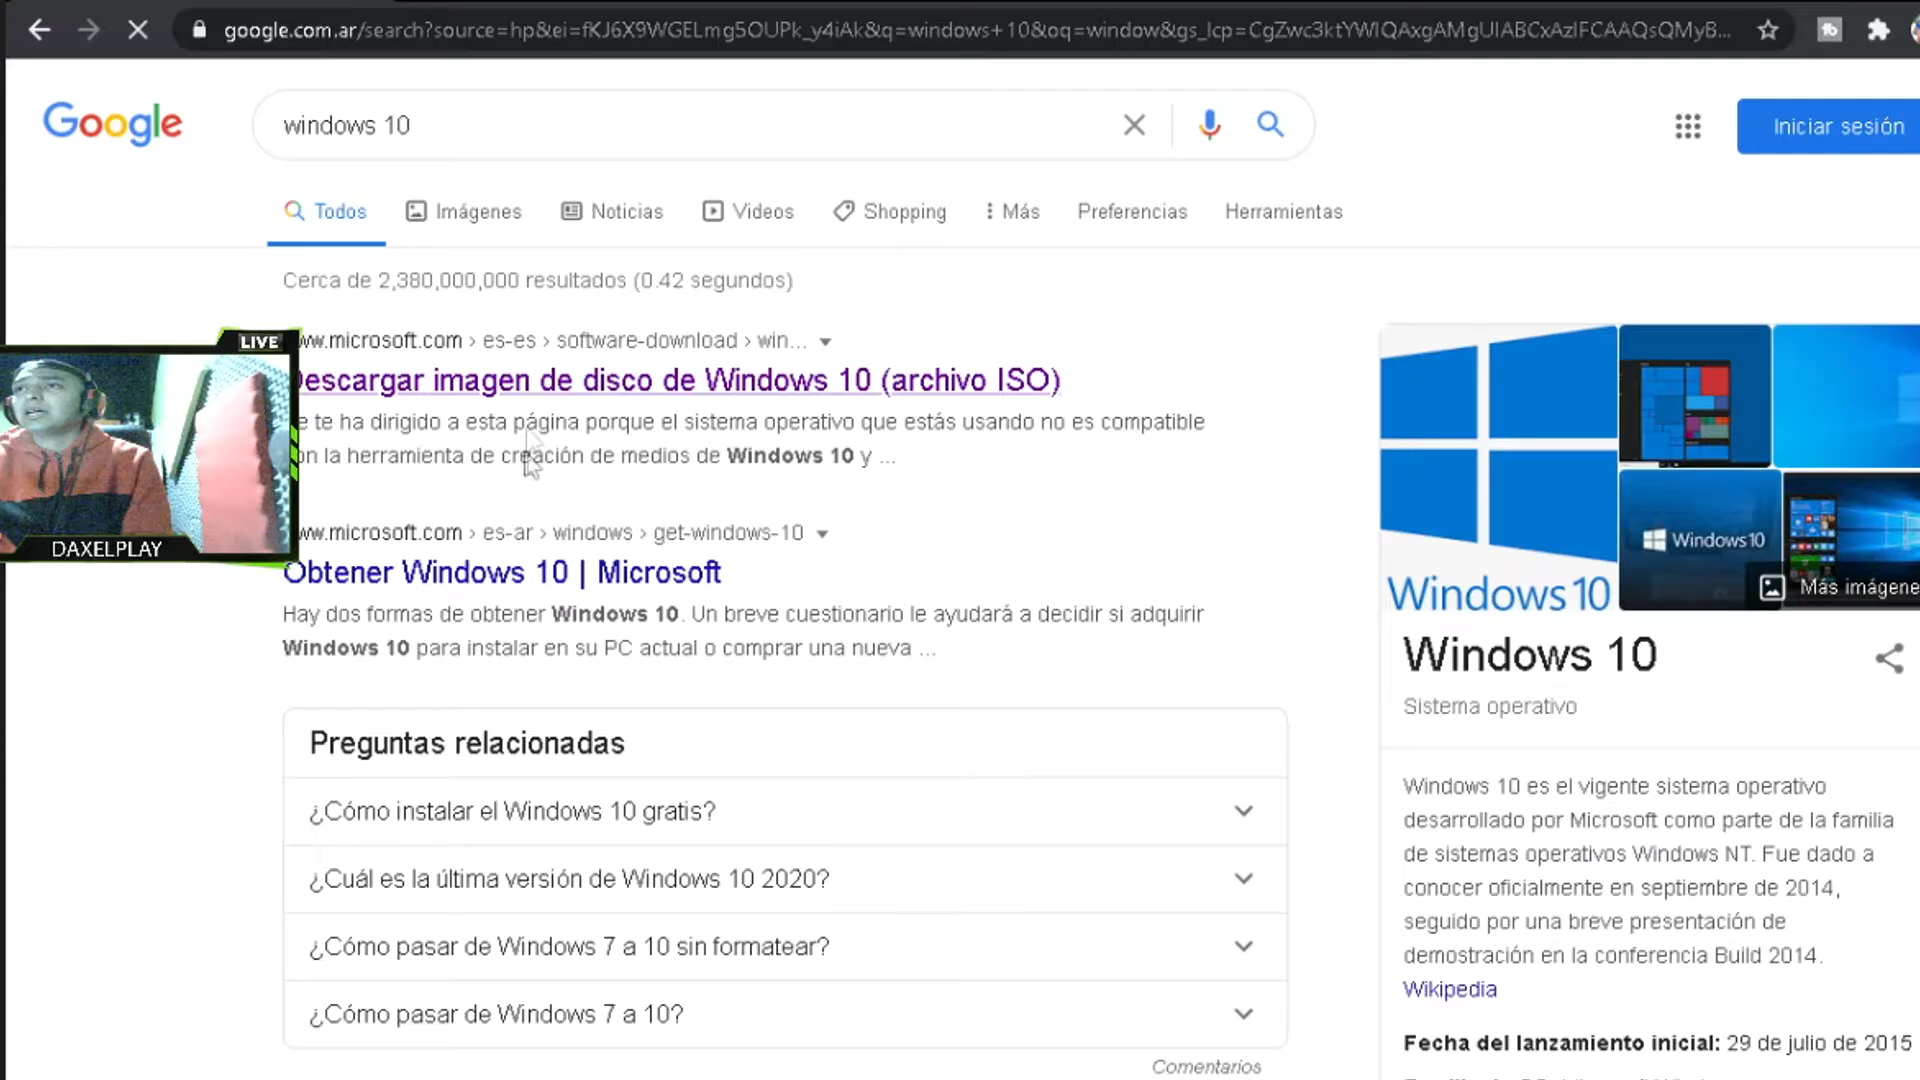 google.com.ar/search?source=hp&ei=fKJ6X9WGELmg5OUPk_y4iAk&q=windows+10&oq=window&gs_lcp=CgZwc3ktYWIQAxgAMgUIABCxAzIFCAAQsQMyB...
Google
windows 10
Iniciar sesión
Todos
Imágenes
Noticias
Videos
Shopping
Más
Preferencias
Herramientas
Cerca de 2,380,000,000 resultados (0.42 segundos)
ww.microsoft.com › es-es › software-download › win...
escargar imagen de disco de Windows 10 (archivo ISO)
e te ha dirigido a esta página porque el sistema operativo que estás usando no es compatible
on la herramienta de creación de medios de Windows 10 y ...
LIVE
DAXELPLAY
ww.microsoft.com › es-ar › windows › get-windows-10
Obtener Windows 10 | Microsoft
Hay dos formas de obtener Windows 10. Un breve cuestionario le ayudará a decidir si adquirir
Windows 10 para instalar en su PC actual o comprar una nueva ...
Preguntas relacionadas
¿Cómo instalar el Windows 10 gratis?
¿Cuál es la última versión de Windows 10 2020?
¿Cómo pasar de Windows 7 a 10 sin formatear?
¿Cómo pasar de Windows 7 a 10?
Comentarios
Windows 10
Windows10
Más imágene
Windows 10
Sistema operativo
Windows 10 es el vigente sistema operativo
desarrollado por Microsoft como parte de la familia
de sistemas operativos Windows NT. Fue dado a
conocer oficialmente en septiembre de 2014,
seguido por una breve presentación de
demostración en la conferencia Build 2014.
Wikipedia
Fecha del lanzamiento inicial: 29 de julio de 2015